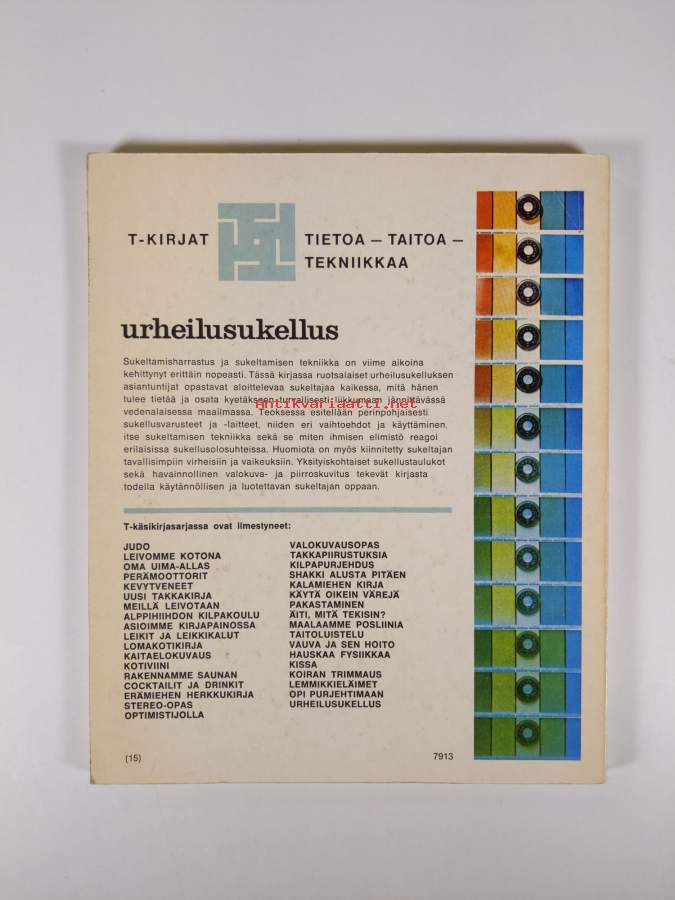 T-KIRJAT
TIETOA – TAITOA –
TEKNIIKKAA
urheilusukellus
Sukeltamisharrastus ja sukeltamisen tekniikka on viime aikoina
kehittynyt erittäin nopeasti. Tässä kirjassa ruotsalaiset urheilusukelluksen
asiantuntijat opastavat aloittelevaa sukeltajaa kaikessa, mitä hänen
tulee tietää ja osata kyetäkseen turvallisesti liikkumaan jännittävässä
Antikvariaatti.net
vedenalaisessa maailmassa. Teoksessa esitellään perinpohjaisesti
sukellusvarusteet ja -laitteet, niiden eri vaihtoehdot ja käyttäminen,
itse sukeltamisen tekniikka sekä se miten ihmisen elimistö reagoi
erilaisissa sukellusolosuhteissa. Huomiota on myös kiinnitetty sukeltajan
tavallisimpiin virheisiin ja vaikeuksiin. Yksityiskohtaiset sukellustaulukot
sekä havainnollinen valokuva- ja piirroskuvitus tekevät kirjasta
todella käytännöllisen ja luotettavan sukeltajan oppaan.
T-käsikirjasarjassa ovat ilmestyneet:
JUDO
LEIVOMME KOTONA
OMA UIMA-ALLAS
PERÄMOOTTORIT
KEVYTVENEET
UUSI TAKKAKIRJA
MEILLÄ LEIVOTAAN
ALPPIHIIHDON KILPAKOULU
ASIOIMME KIRJAPAINOSSA
LEIKIT JA LEIKKIKALUT
LOMAKOTIKIRJA
KAITAELOKUVAUS
KOTIVIINI
RAKENNAMME SAUNAN
COCKTAILIT JA DRINKIT
ERÄMIEHEN HERKKUKIRJA
STEREO-OPAS
OPTIMISTIJOLLA
VALOKUVAUSOPAS
TAKKAPIIRUSTUKSIA
KILPAPURJEHDUS
SHAKKI ALUSTA PITÄEN
KALAMIEHEN KIRJA
KÄYTÄ OIKEIN VÄREJÄ
PAKASTAMINEN
ÄITI, MITÄ TEKISIN?
MAALAAMME POSLIINIA
TAITOLUISTELU
VAUVA JA SEN HOITO
HAUSKAA FYSIIKKAA
KISSA
KOIRAN TRIMMAUS
LEMMIKKIELÄIMET
OPI PURJEHTIMAAN
URHEILUSUKELLUS
(15)
7913